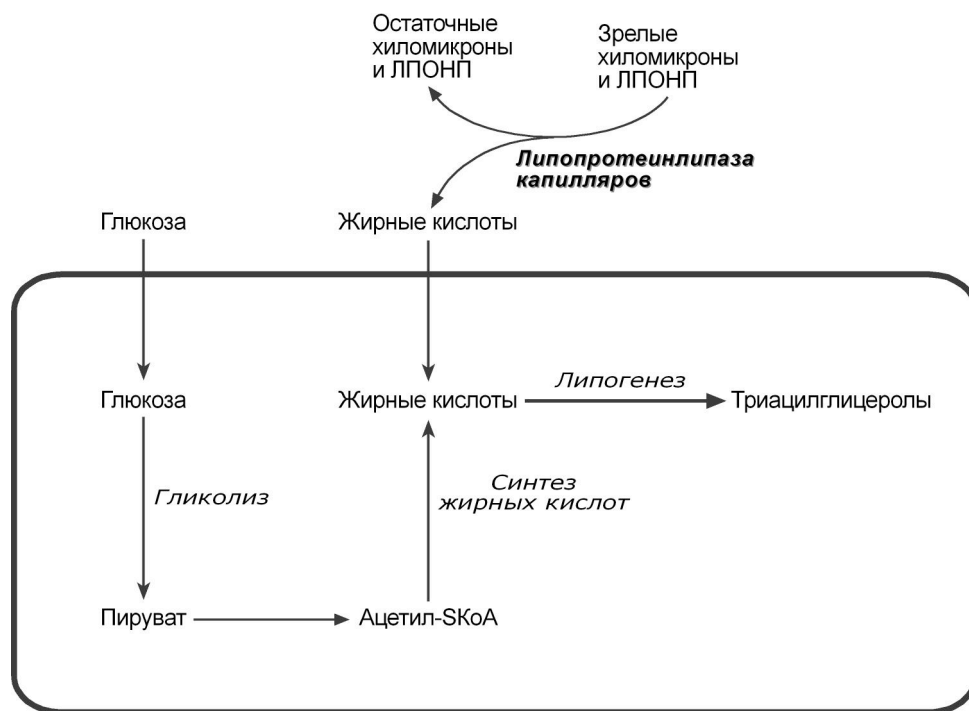 Остаточные
хиломикроны
и ЛПОНП
Зрелые
хиломикроны
и ЛПОНП
Липопротеинлипаза
капилляров
Глюкоза
Жирные кислоты
Глюкоза
Жирные кислоты
Липогенез
Триацилглицеролы
Гликолиз
Синтез
жирных кислот
Пируват
Ацетил-SКоА